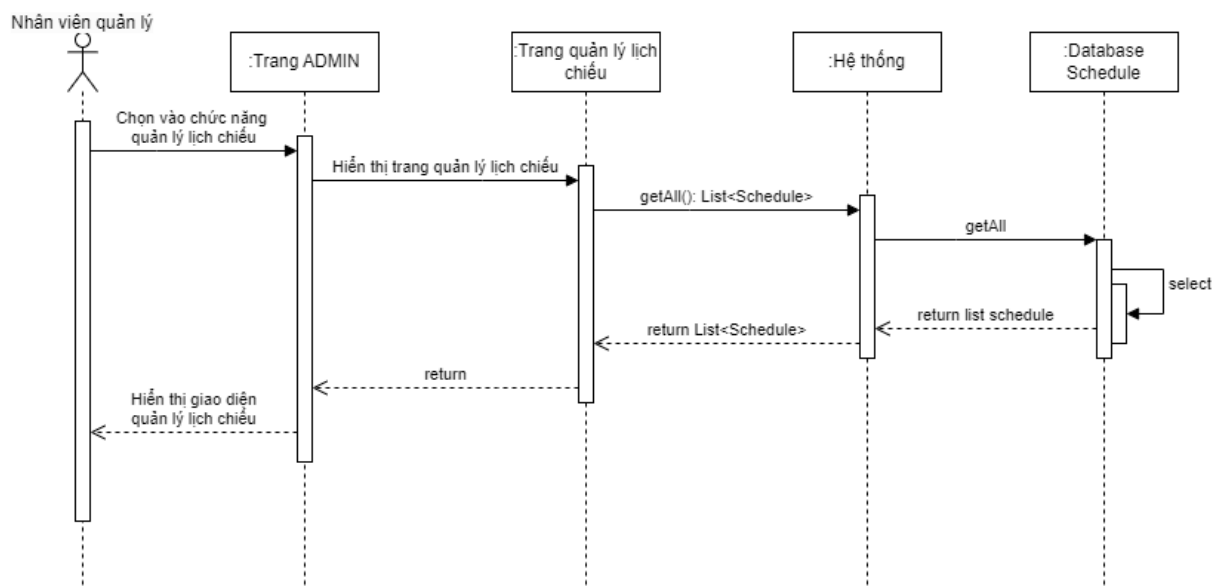 Nhân viên quản lý
:Trang ADMIN
:Trang quản lý lịch
chiếu
:Hệ thống
:Database
Schedule
Chọn vào chức năng
quản lý lịch chiếu
Hiển thị trang quản lý lịch chiếu
getAll(): List<Schedule>
getAll
select
return list schedule
return List<Schedule>
return
Hiển thị giao diện
quản lý lịch chiếu